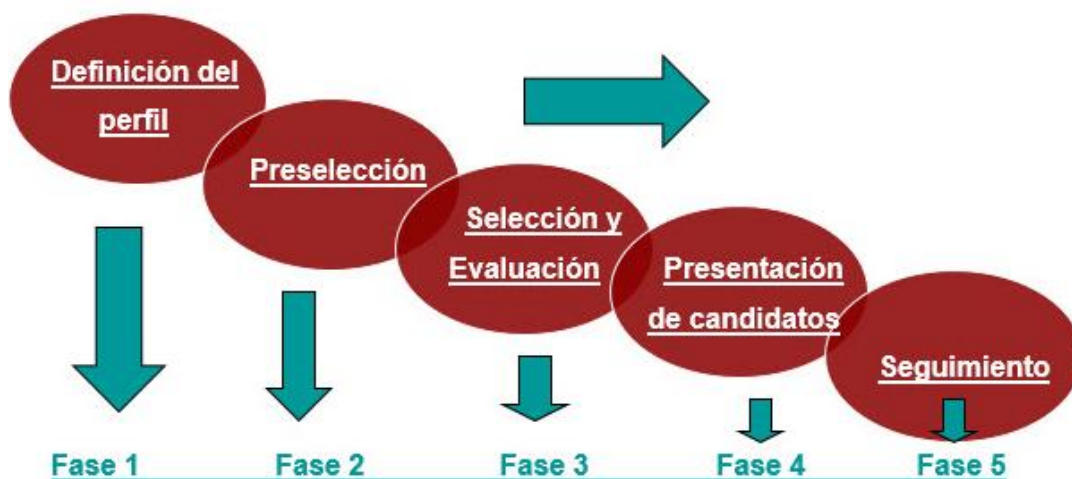 Definición del
perfil
Preselección
Selección y
Evaluación
Presentación
de candidatos
Seguimiento
Fase 1 Fase 2 Fase 3 Fase 4 Fase 5